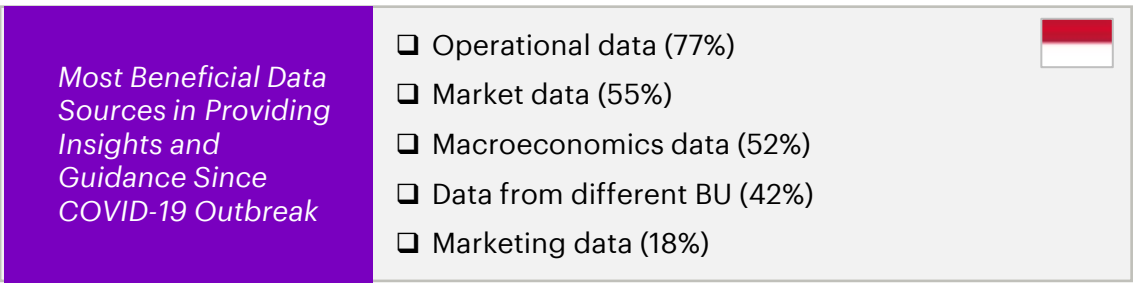 Most Beneficial Data
Sources in Providing
Insights and
Guidance Since
COVID-19 Outbreak
Operational data (77%)
Market data (55%)
Macroeconomics data (52%)
Data from different BU (42%)
Marketing data (18%)